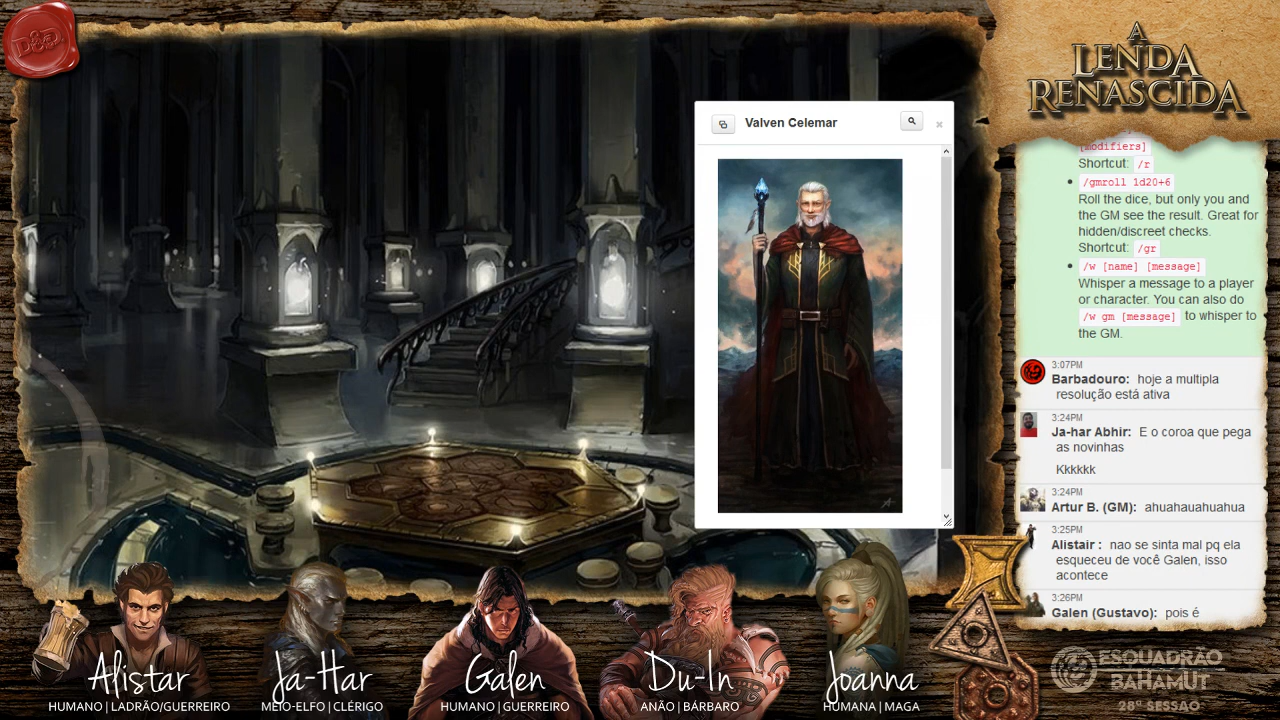 D&D
A
LENDA
RENASCIDA
Valven Celemar
[modifiers]
Shortcut: /r
/gmroll 1d20+6
Roll the dice, but only you and
the GM see the result. Great for
hidden/discreet checks.
Shortcut: /gr
/w [name] [message]
Whisper a message to a player
or character. You can also do
/w gm [message] to whisper to
the GM.
3:07PM
Barbadouro: hoje a multipla
resolução está ativa
3:24PM
Ja-har Abhir: E o coroa que pega
as novinhas
Kkkkkk
3:24PM
Artur B. (GM): ahuahauahuahua
3:25PM
Alistair : nao se sinta mal pq ela
esqueceu de você Galen, isso
acontece
3:26PM
Galen (Gustavo): pois é
Alistar
HUMANO | LADRÃO/GUERREIRO
Ja-Har
MEIO-ELFO | CLÉRIGO
Galen
HUMANO | GUERREIRO
Du-In
ANÃO | BÁRBARO
Joanna
HUMANA | MAGA
ESQUADRÃO
BAHAMUT
28ª SESSÃO